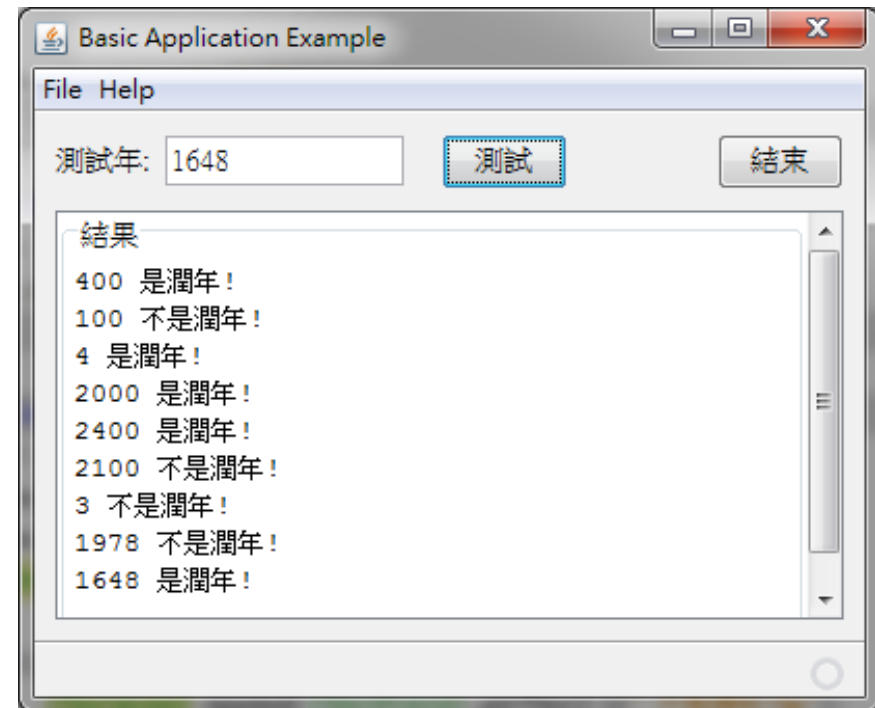 Basic Application Example
File Help
測試年: 1648 測試 結束
結果
400 是潤年!
100 不是潤年!
4 是潤年!
2000 是潤年!
2400 是潤年!
2100 不是潤年!
3 不是潤年!
1978 不是潤年!
1648 是潤年!